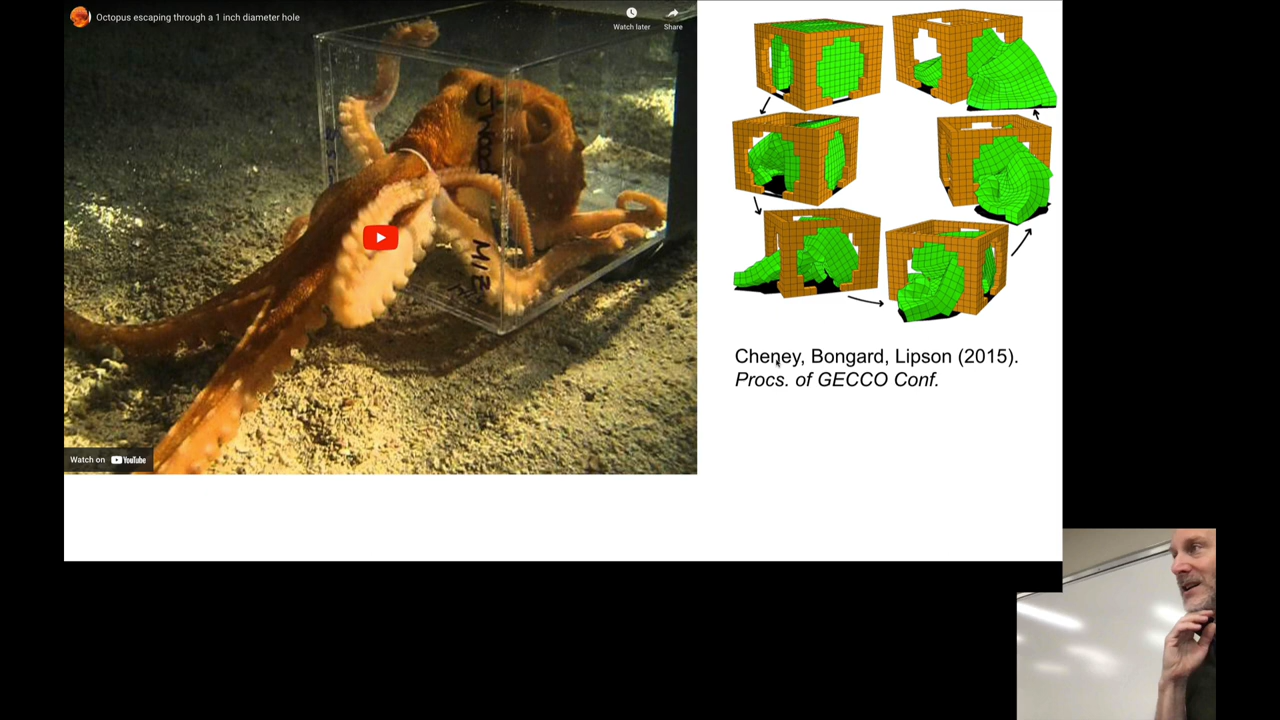 Octopus escaping through a 1 inch diameter hole
Watch later
Share
Cheney, Bongard, Lipson (2015).
Procs. of GECCO Conf.
Watch on YouTube